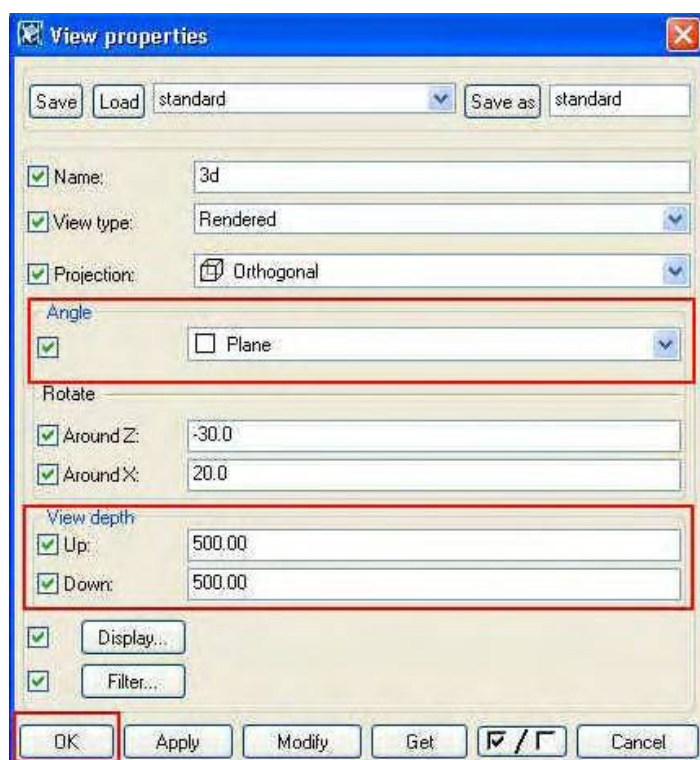 View properties
Save Load standard Save as standard
Name: 3d
View type: Rendered
Projection: Orthogonal
Angle
Plane
Rotate
Around Z: -30.0
Around X: 20.0
View depth
Up: 500.00
Down: 500.00
Display...
Filter...
OK Apply Modify Get / Cancel